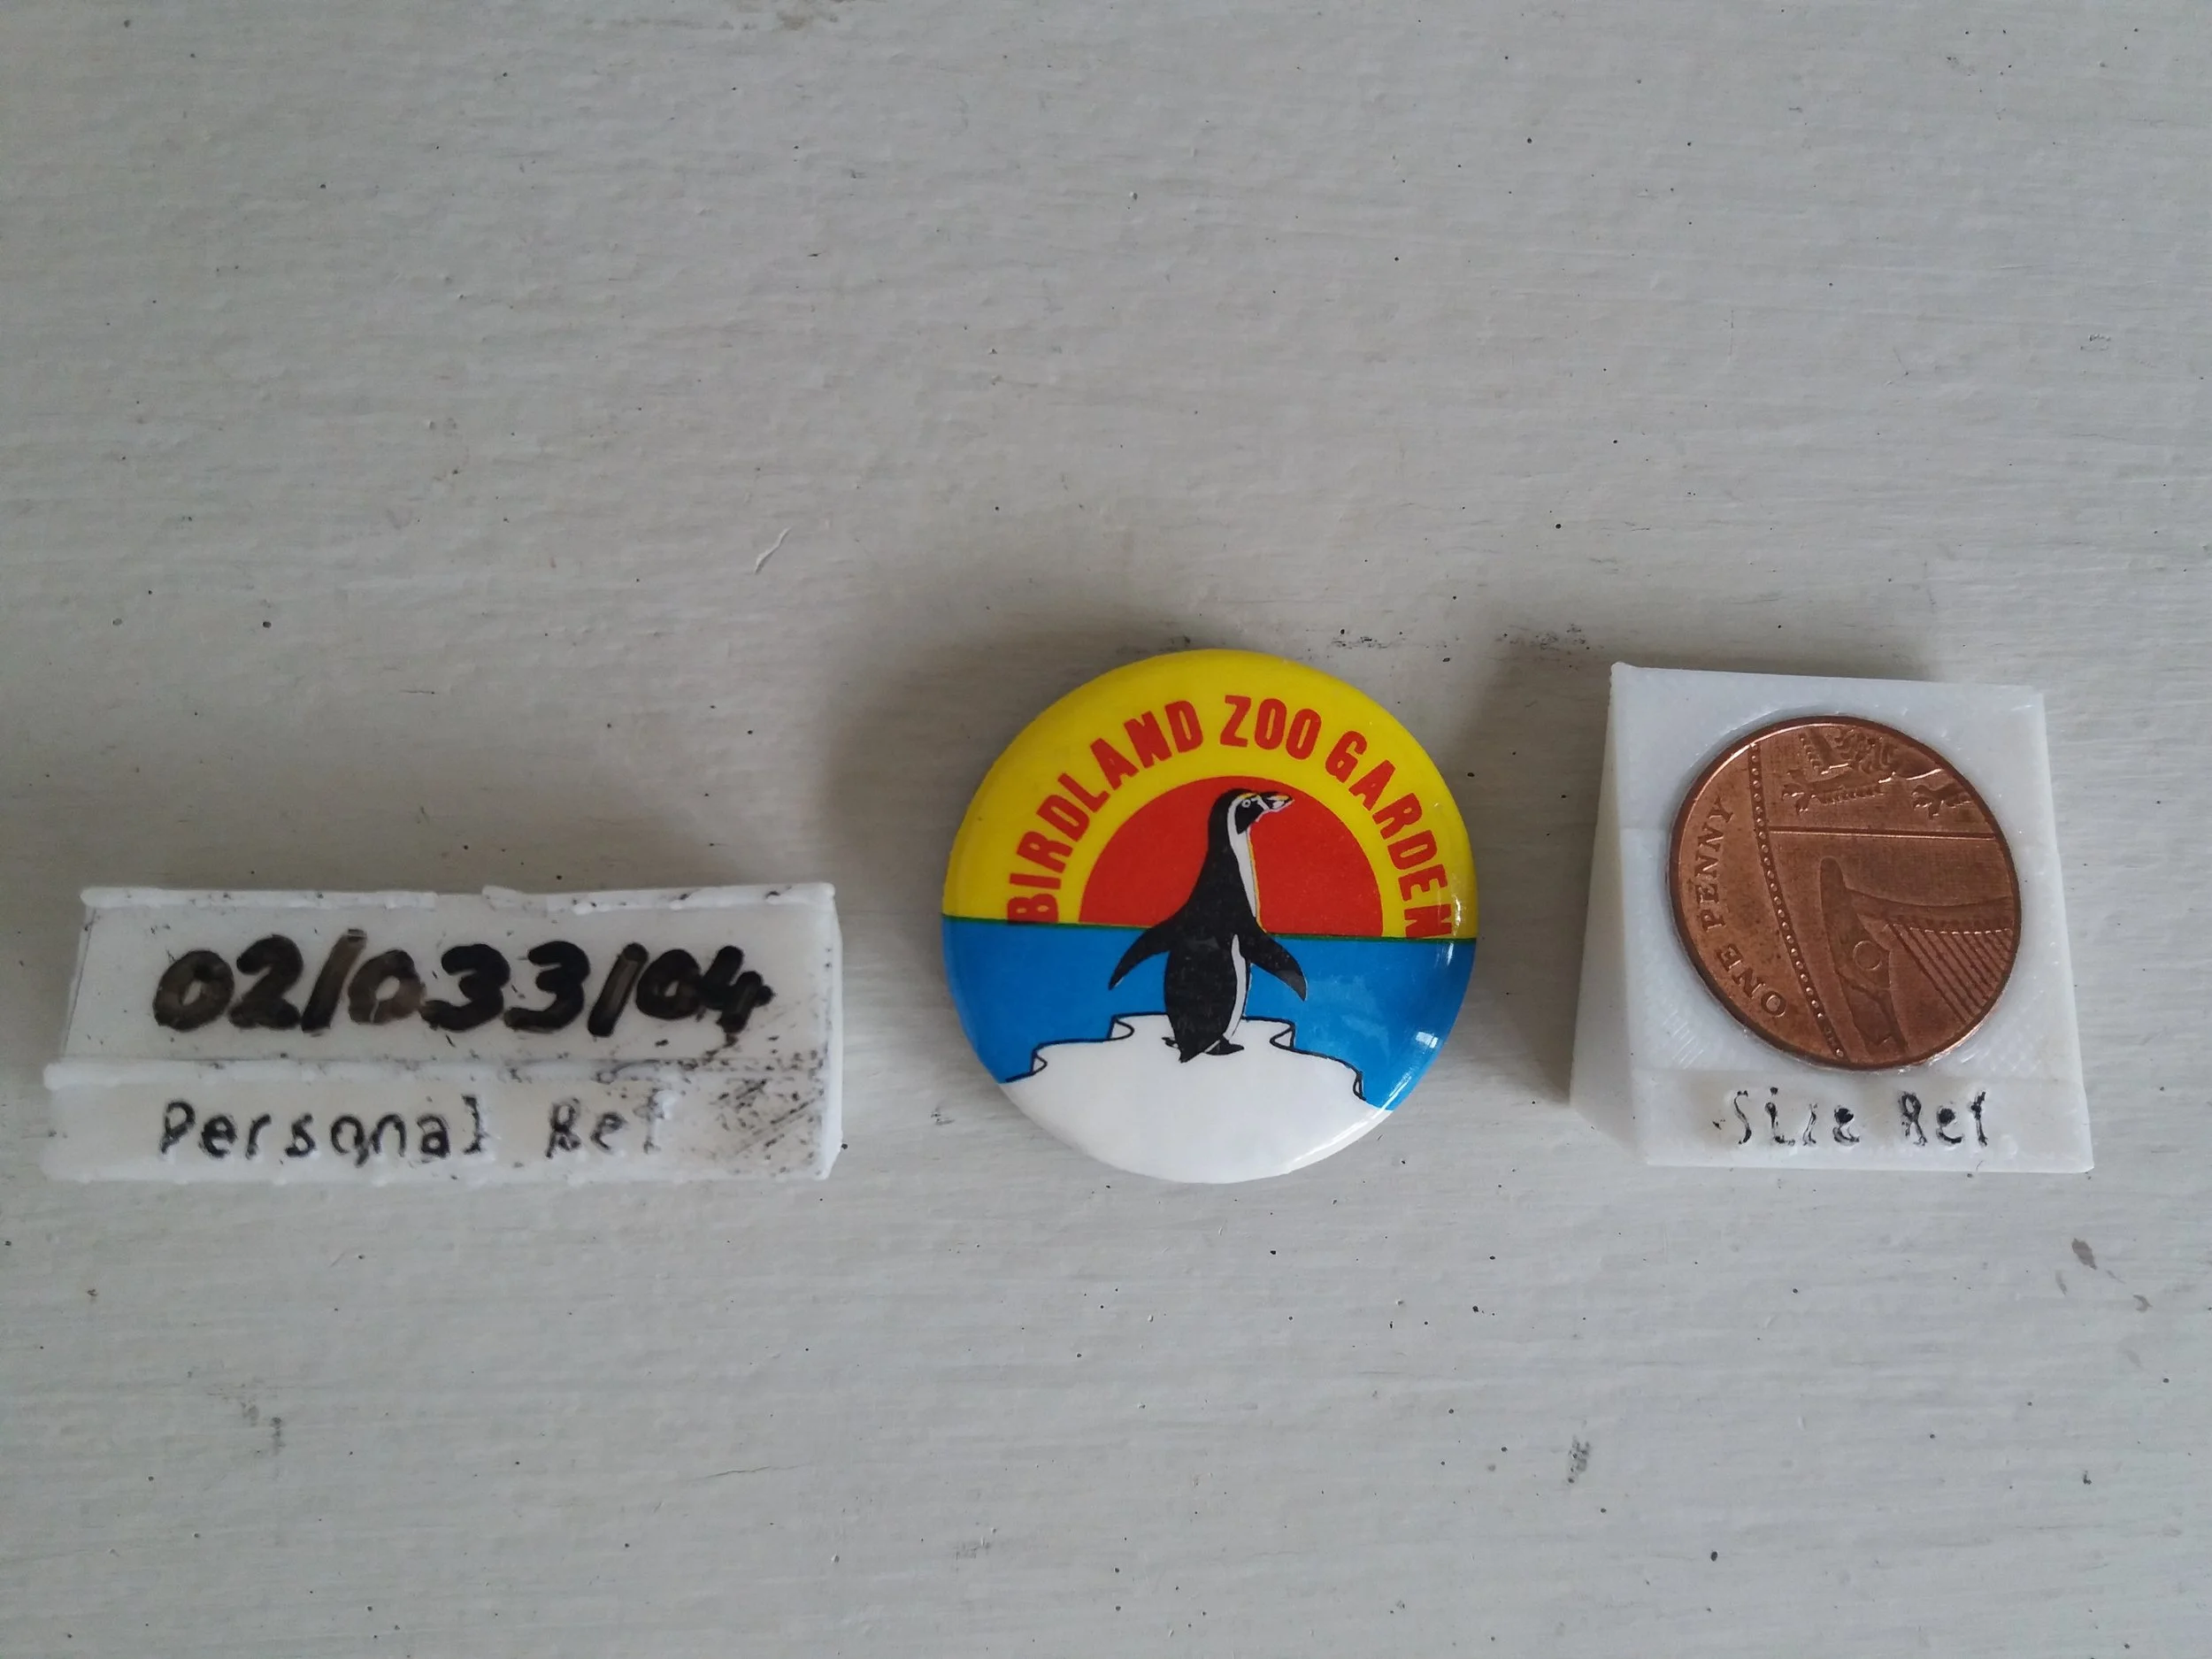 02/033/04
Personal Ref
BIRDLAND ZOO GARDEN
ONE PENNY
Size Ref